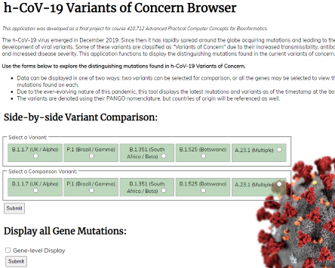 h-CoV-19 Variants of Concern Browser
This application was developed as a final project for course 410.712 Advanced Practical Computer Concepts for Bioinformatics.
The h-CoV-19 virus emerged in December 2019. Since then it has rapidly spread around the globe acquiring mutations and leading to the
development of viral variants. Some of these variants are classified as "Variants of Concern" due to their increased transmissibility, antibo
and increased disease severity. This application functions to display the distinguishing mutations found in the current variants of concern.
Use the forms below to explore the distinguishing mutations found in h-CoV-19 Variants of Concern.
Data can be displayed in one of two ways: two variants can be selected for comparison, or all the genes may be selected to view th
mutations found on each.
Due to the ever-evolving nature of this pandemic, this tool displays the latest mutations and variants as of the timestamp at the bo
The variants are denoted using their PANGO nomenclature, but countries of origin will be referenced as well.
Side-by-side Variant Comparison:
Select a Variant:
B.1.1.7 (UK / Alpha) P.1 (Brazil / Gamma) B.1.351 (South Africa / Beta) B.1.525 (Botswana) A.23.1 (Multiple)
Select a Comparison Variant:
B.1.1.7 (UK / Alpha) P.1 (Brazil / Gamma) B.1.351 (South Africa / Beta) B.1.525 (Botswana) A.23.1 (Multiple)
Submit
Display all Gene Mutations:
Gene-level Display
Submit